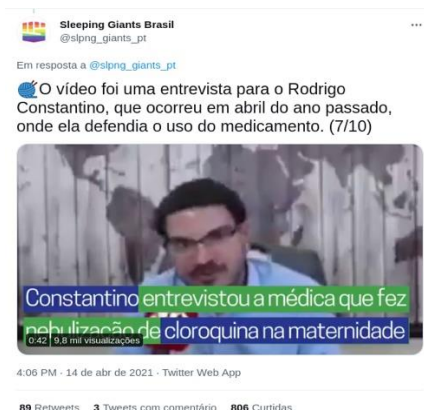 Sleeping Giants Brasil
@slpng_giants_pt
Em resposta a @slpng_giants_pt
O vídeo foi uma entrevista para o Rodrigo
Constantino, que ocorreu em abril do ano passado,
onde ela defendia o uso do medicamento. (7/10)
Constantino entrevistou a médica que fez
nebulização de cloroquina na maternidade
0:42 9,8 mil visualizações
4:06 PM · 14 de abr de 2021 · Twitter Web App
89 Retweets 3 Tweets com comentário 806 Curtidas